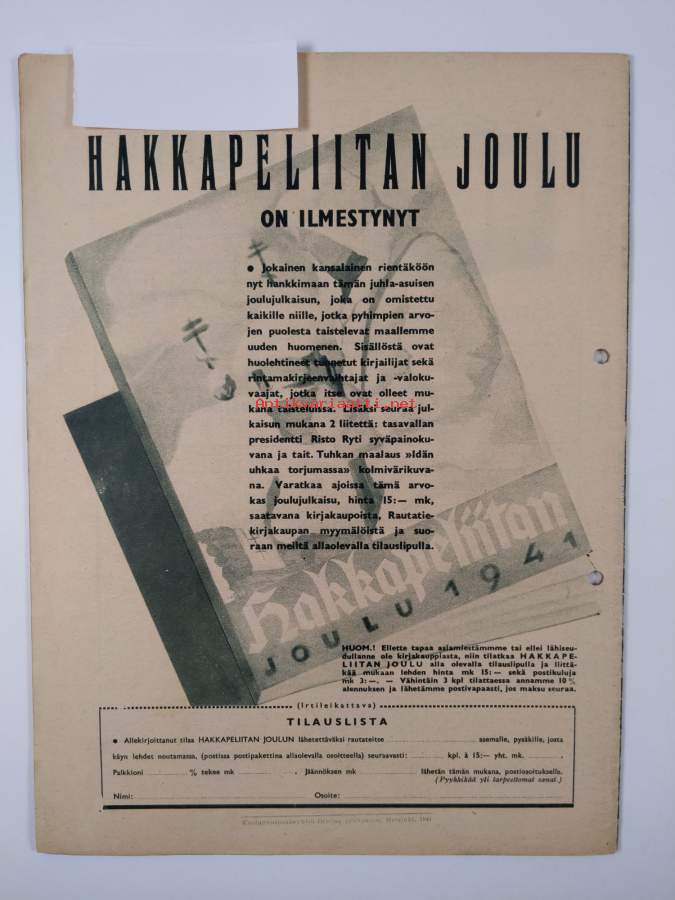 HAKKAPELIITAN JOULU
ON ILMESTYNYT
● Jokainen kansalainen rientäköön
nyt hankkimaan tämän juhla-asuisen
joulujulkaisun, joka on omistettu
kaikille niille, jotka pyhimpien arvo-
jen puolesta taistelevat maallemme
uuden huomenen. Sisällöstä ovat
huolehtineet tunnetut kirjailijat sekä
rintamakirjeenvaihtajat ja -valoku-
vaajat, jotka itse ovat olleet mu-
kana taisteluissa. Lisäksi seuraa jul-
kaisun mukana 2 liitettä: tasavallan
presidentti Risto Ryti syväpainoku-
vana ja tait. Tuhkan maalaus »Idän
uhkaa torjumassa» kolmivärikuva-
na. Varatkaa ajoissa tämä arvo-
kas joulujulkaisu, hinta 15:— mk,
saatavana kirjakaupoista, Rautatie-
kirjakaupan myymälöistä ja suo-
raan meiltä allaolevalla tilauslipulla.
Antikvariaatti.net
Hakkapeliitan
JOULU 1941
HUOM.! Ellette tapaa asiamiestämme tai ellei lähiseu-
dullanne ole kirjakauppiasta, niin tilatkaa HAKKAPE-
LIITAN JOULU alla olevalla tilauslipulla ja liittä-
kää mukaan lehden hinta mk 15:— sekä postikuluja
mk 3:—. — Vähintäin 3 kpl tilattaessa annamme 10 %
alennuksen ja lähetämme postivapaasti, jos maksu seuraa.
(Irtileikattava)
TILAUSLISTA
● Allekirjoittanut tilaa HAKKAPELIITAN JOULUN lähetettäväksi rautateitse asemalle, pysäkille, josta
käyn lehdet noutamassa, (postissa postipakettina allaolevalla osoitteella) seuraavasti: kpl. à 15:— yht. mk.
Palkkioni % tekee mk . Jäännöksen mk lähetän tämän mukana, postiosoituksella.
(Pyyhkikää yli tarpeettomat sanat.)
Nimi: Osoite: